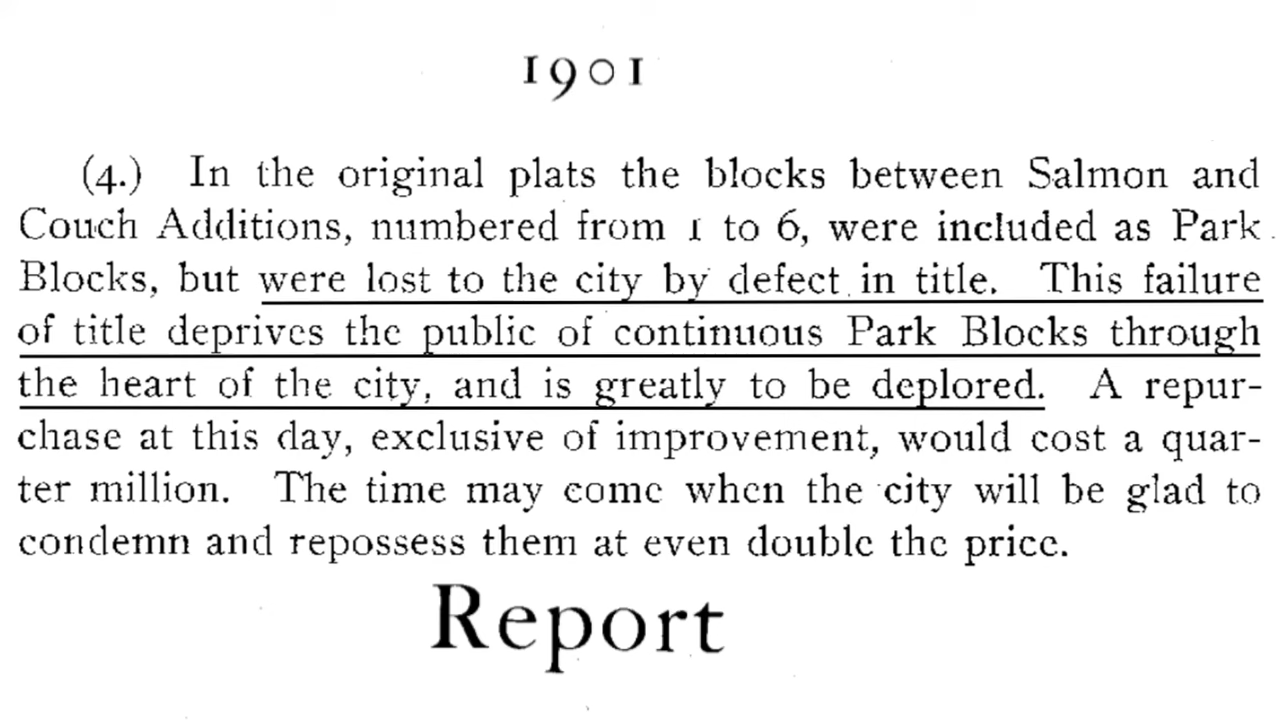 1901
(4.) In the original plats the blocks between Salmon and
Couch Additions, numbered from 1 to 6, were included as Park
Blocks, but were lost to the city by defect in title. This failure
of title deprives the public of continuous Park Blocks through
the heart of the city, and is greatly to be deplored. A repur-
chase at this day, exclusive of improvement, would cost a quar-
ter million. The time may come when the city will be glad to
condemn and repossess them at even double the price.
Report